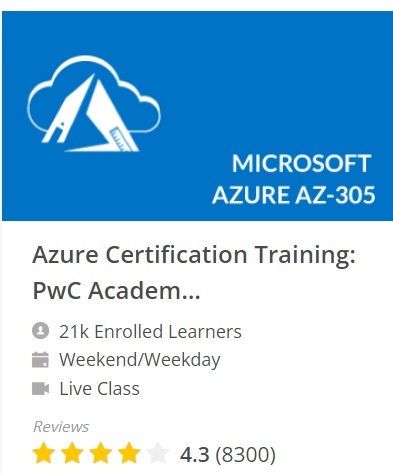 MICROSOFT
AZURE AZ-305
Azure Certification Training:
PwC Academ...
21k Enrolled Learners
Weekend/Weekday
Live Class
Reviews
4.3 (8300)